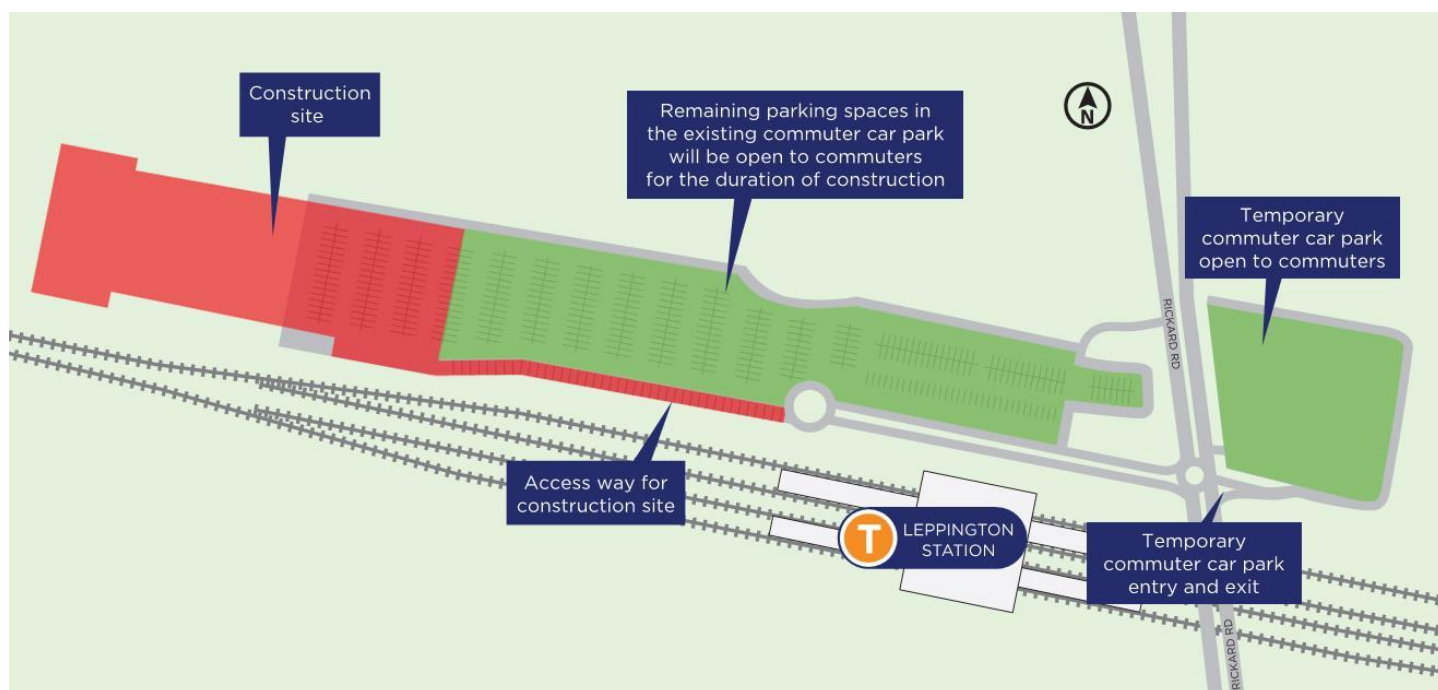 Construction
site
Remaining parking spaces in
the existing commuter car park
will be open to commuters
for the duration of construction
N
Temporary
commuter car park
open to commuters
RICKARD RD
Access way for
construction site
T
LEPPINGTON
STATION
Temporary
commuter car park
entry and exit
RICKARD RD